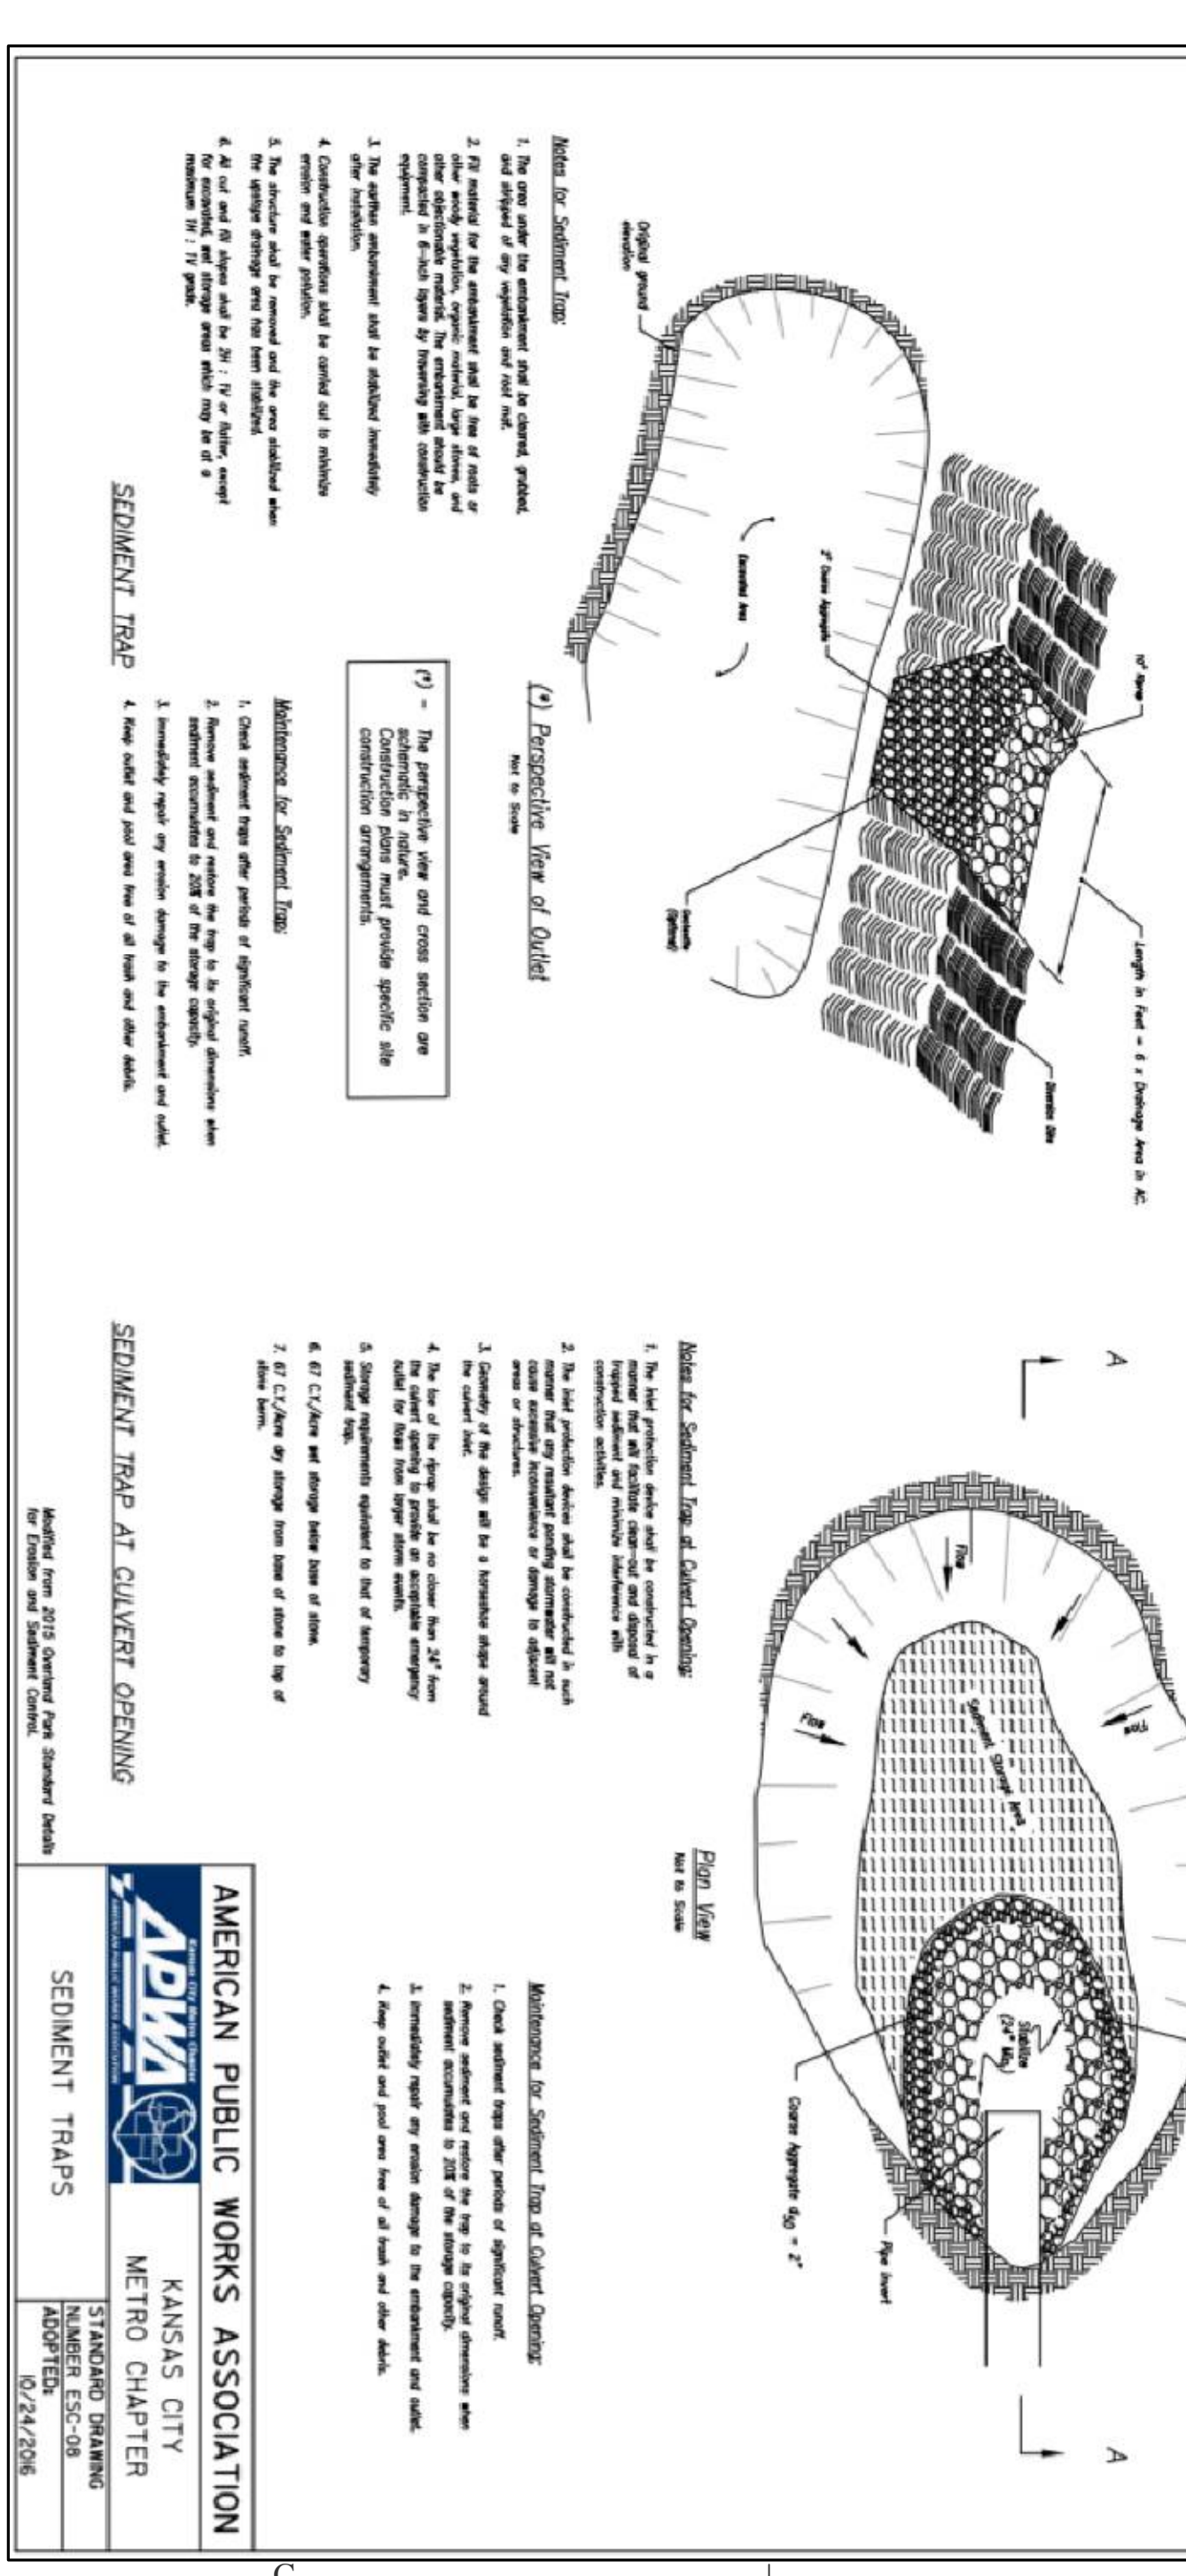 10" Riprap
Length in Feet = 6 x Drainage Area in AC.
Diversion Dike
2" Coarse Aggregate
Excavated Area
Original ground
elevation
Geotextile
(Optional)
(*) Perspective View of Outlet
Not to Scale
(*) = The perspective view and cross section are
schematic in nature.
Construction plans must provide specific site
construction arrangements.
Notes for Sediment Trap:
1. The area under the embankment shall be cleared, grubbed,
and stripped of any vegetation and root mat.
2. Fill material for the embankment shall be free of roots or
other woody vegetation, organic material, large stones, and
other objectionable material. The embankment should be
compacted in 6-inch layers by traversing with construction
equipment.
3. The earthen embankment shall be stabilized immediately
after installation.
4. Construction operations shall be carried out to minimize
erosion and water pollution.
5. The structure shall be removed and the area stabilized when
the upslope drainage area has been stabilized.
6. All cut and fill slopes shall be 2H : 1V or flatter, except
for excavated, wet storage areas which may be at a
maximum 1H : 1V grade.
SEDIMENT TRAP
Maintenance for Sediment Trap:
1. Check sediment traps after periods of significant runoff.
2. Remove sediment and restore the trap to its original dimensions when
sediment accumulates to 20% of the storage capacity.
3. Immediately repair any erosion damage to the embankment and outlet.
4. Keep outlet and pool area free of all trash and other debris.
A
A
Flow
Flow
Flow
Sediment Storage Area
Stabilize
(24" Min.)
Coarse Aggregate d50 = 2"
Pipe Invert
Plan View
Not to Scale
Notes for Sediment Trap at Culvert Opening:
1. The inlet protection device shall be constructed in a
manner that will facilitate clean-out and disposal of
trapped sediment and minimize interference with
construction activities.
2. The inlet protection devices shall be constructed in such
manner that any resultant ponding stormwater will not
cause excessive inconvenience or damage to adjacent
areas or structures.
3. Geometry of the design will be a horseshoe shape around
the culvert inlet.
4. The toe of the riprap shall be no closer than 24" from
the culvert opening to provide an acceptable emergency
outlet for flows from larger storm events.
5. Storage requirements equivalent to that of temporary
sediment trap.
6. 67 C.Y./Acre wet storage below base of stone.
7. 67 C.Y./Acre dry storage from base of stone to top of
stone berm.
SEDIMENT TRAP AT CULVERT OPENING
Maintenance for Sediment Trap at Culvert Opening:
1. Check sediment traps after periods of significant runoff.
2. Remove sediment and restore the trap to its original dimensions when
sediment accumulates to 20% of the storage capacity.
3. Immediately repair any erosion damage to the embankment and outlet.
4. Keep outlet and pool area free of all trash and other debris.
Modified from 2015 Overland Park Standard Details
for Erosion and Sediment Control.
AMERICAN PUBLIC WORKS ASSOCIATION
Kansas City Metro Chapter
APWA
AMERICAN PUBLIC WORKS ASSOCIATION
KANSAS CITY
METRO CHAPTER
SEDIMENT TRAPS
STANDARD DRAWING
NUMBER ESC-08
ADOPTED:
10/24/2016